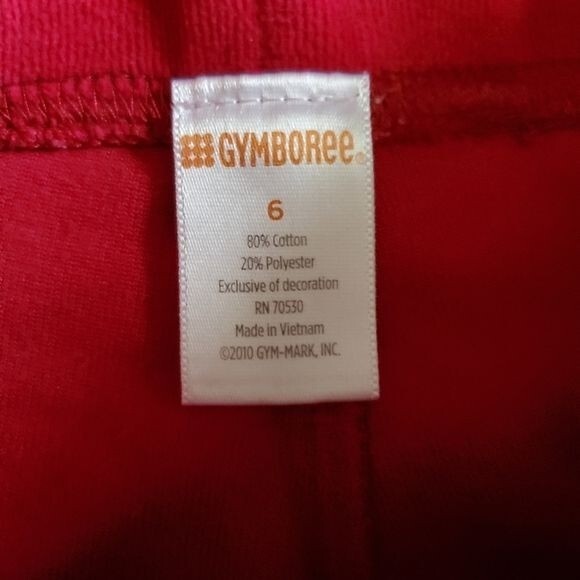 GYMBOREE®
6
80% Cotton
20% Polyester
Exclusive of decoration
RN 70530
Made in Vietnam
©2010 GYM-MARK, INC.